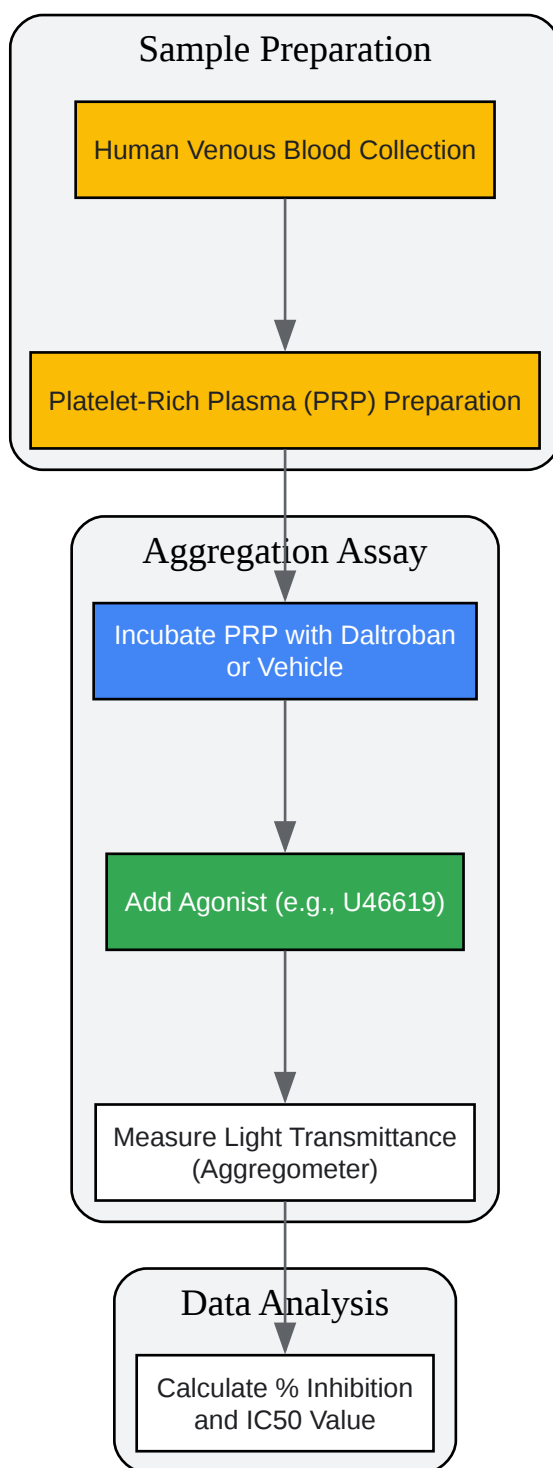 Sample Preparation
Human Venous Blood Collection
Platelet-Rich Plasma (PRP) Preparation
Aggregation Assay
Incubate PRP with Daltroban
or Vehicle
Add Agonist (e.g., U46619)
Measure Light Transmittance
(Aggregometer)
Data Analysis
Calculate % Inhibition
and IC50 Value